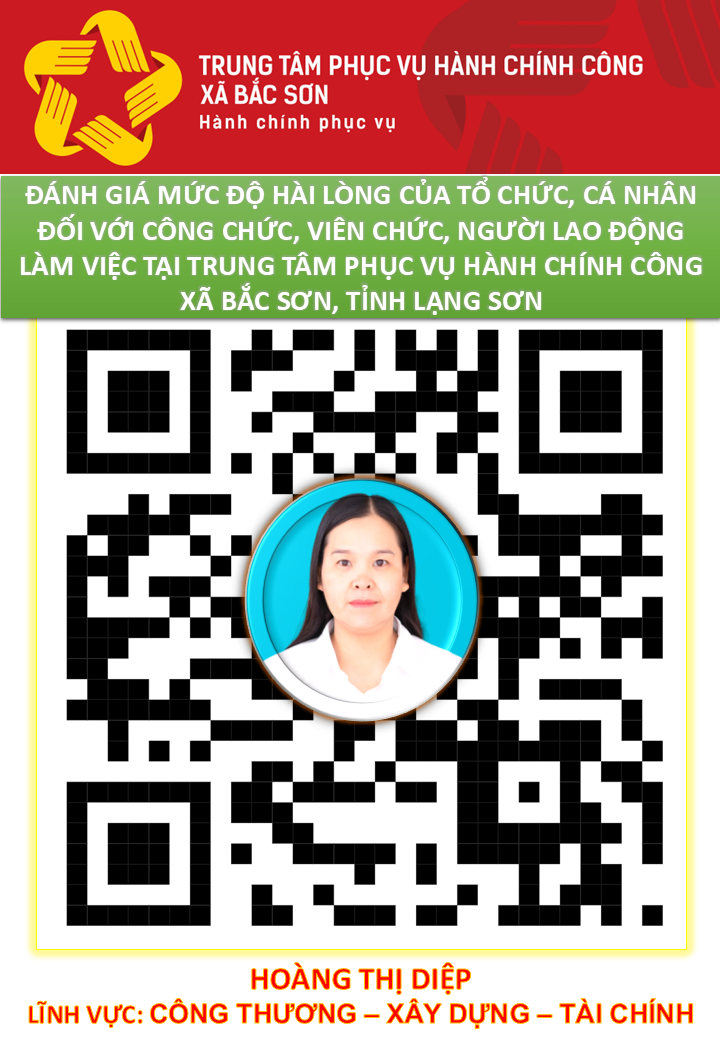 TRUNG TÂM PHỤC VỤ HÀNH CHÍNH CÔNG
XÃ BẮC SƠN
Hành chính phục vụ
ĐÁNH GIÁ MỨC ĐỘ HÀI LÒNG CỦA TỔ CHỨC, CÁ NHÂN
ĐỐI VỚI CÔNG CHỨC, VIÊN CHỨC, NGƯỜI LAO ĐỘNG
LÀM VIỆC TẠI TRUNG TÂM PHỤC VỤ HÀNH CHÍNH CÔNG
XÃ BẮC SƠN, TỈNH LẠNG SƠN
HOÀNG THỊ DIỆP
LĨNH VỰC: CÔNG THƯƠNG – XÂY DỰNG – TÀI CHÍNH